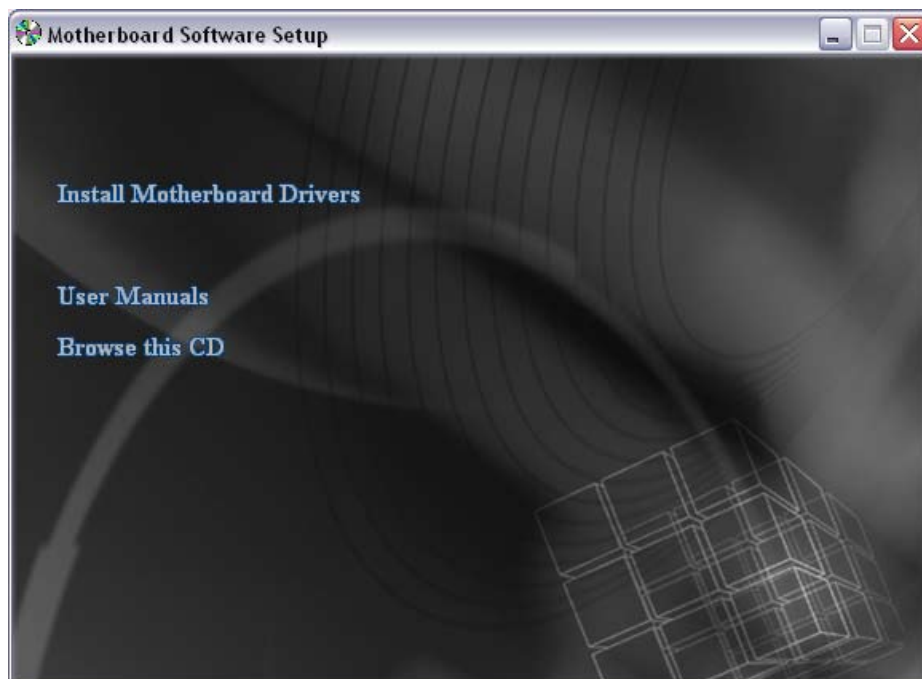 Motherboard Software Setup
Install Motherboard Drivers
User Manuals
Browse this CD